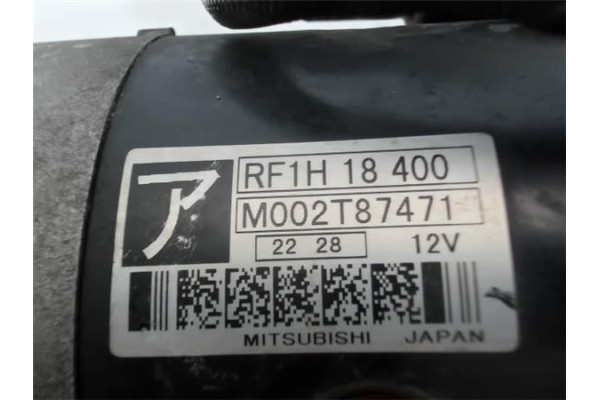 ア
RF1H 18 400
M002T87471
22 28 12V
MITSUBISHI JAPAN